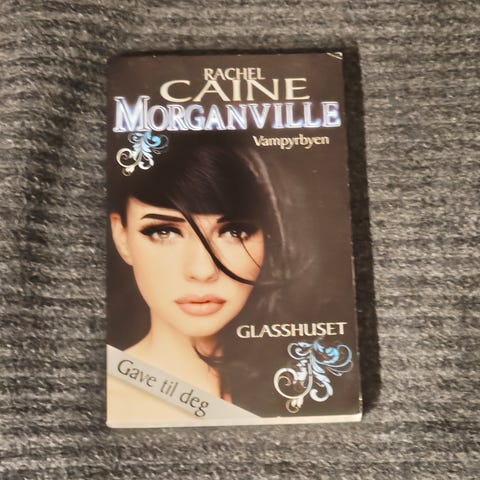 RACHEL
CAINE
MORGANVILLE
Vampyrbyen
GLASSHUSET
Gave til deg